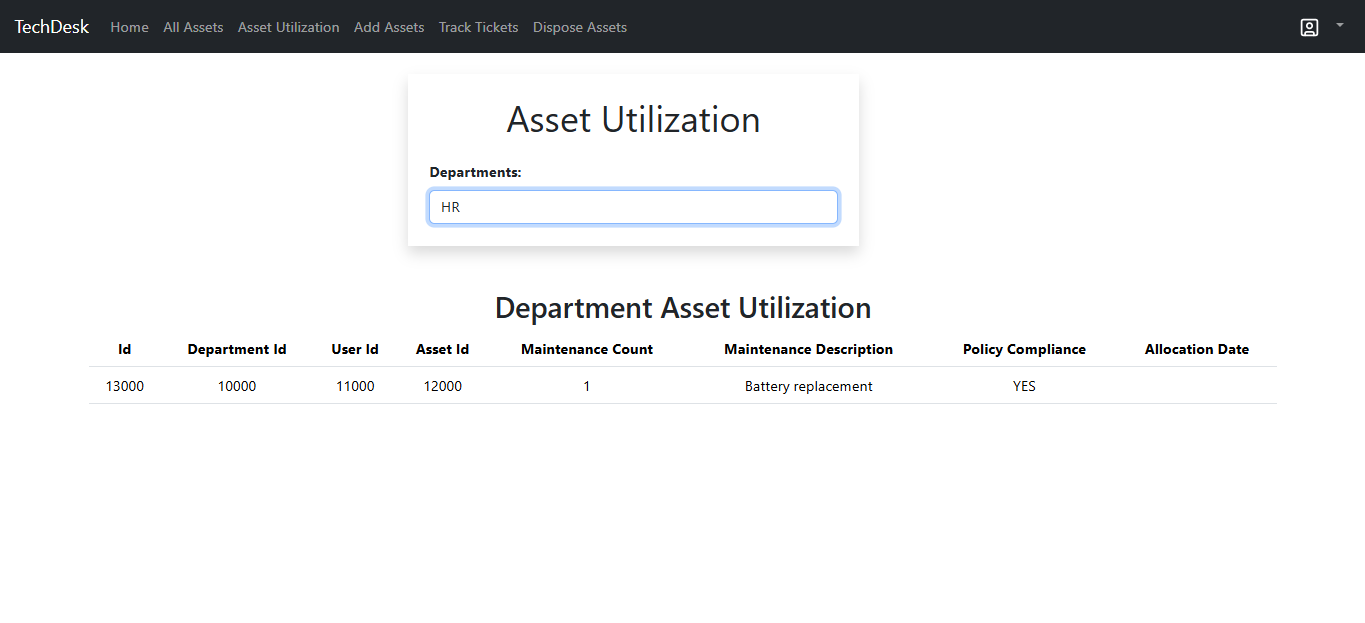 TechDesk Home All Assets Asset Utilization Add Assets Track Tickets Dispose Assets
Asset Utilization
Departments:
HR
Department Asset Utilization
Id Department Id User Id Asset Id Maintenance Count Maintenance Description Policy Compliance Allocation Date
13000 10000 11000 12000 1 Battery replacement YES